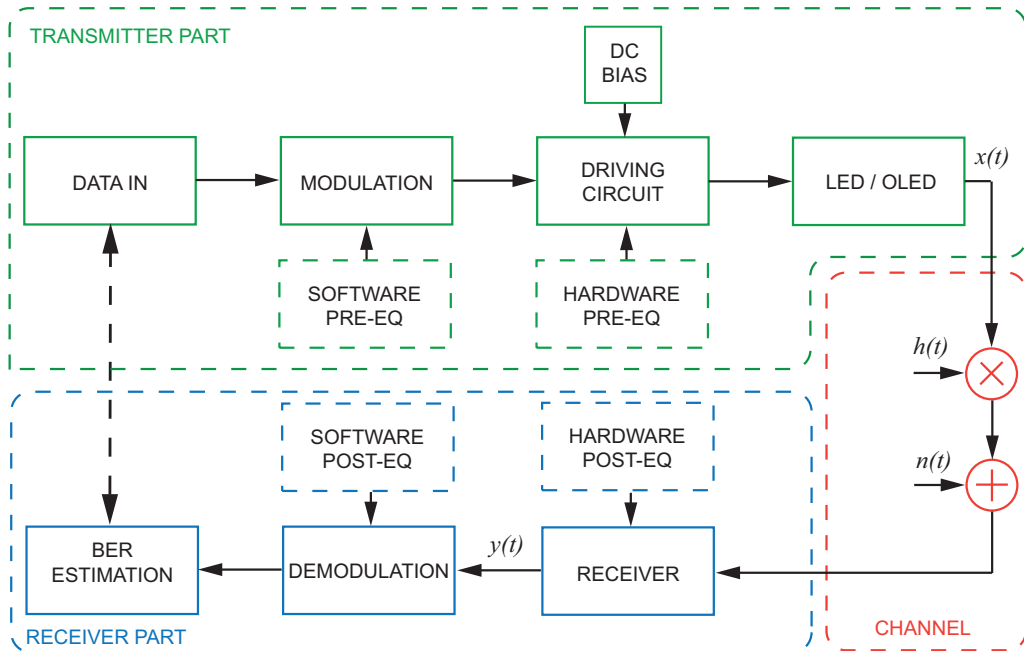 TRANSMITTER PART
DC
BIAS
DATA IN
MODULATION
DRIVING
CIRCUIT
LED / OLED
x(t)
SOFTWARE
PRE-EQ
HARDWARE
PRE-EQ
h(t)
n(t)
SOFTWARE
POST-EQ
HARDWARE
POST-EQ
BER
ESTIMATION
DEMODULATION
y(t)
RECEIVER
RECEIVER PART
CHANNEL